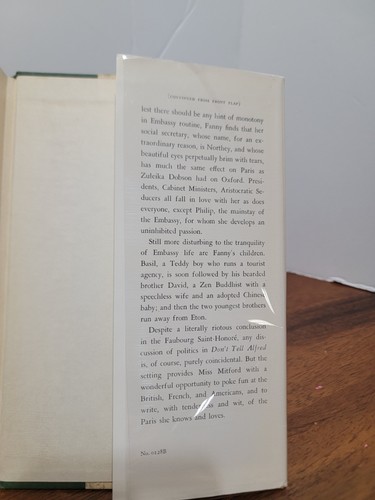 [CONTINUED FROM FRONT FLAP]
lest there should be any hint of monotony
in Embassy routine, Fanny finds that her
social secretary, whose name, for an ex-
traordinary reason, is Northey, and whose
beautiful eyes perpetually brim with tears,
has much the same effect on Paris as
Zuleika Dobson had on Oxford. Presi-
dents, Cabinet Ministers, Aristocratic Se-
ducers all fall in love with her as does
everyone, except Philip, the mainstay of
the Embassy, for whom she develops an
uninhibited passion.
Still more disturbing to the tranquility
of Embassy life are Fanny's children.
Basil, a Teddy boy who runs a tourist
agency, is soon followed by his bearded
brother David, a Zen Buddhist with a
speechless wife and an adopted Chinese
baby; and then the two youngest brothers
run away from Eton.
Despite a literally riotous conclusion
in the Faubourg Saint-Honoré, any dis-
cussion of politics in Don't Tell Alfred
is, of course, purely coincidental. But the
setting provides Miss Mitford with a
wonderful opportunity to poke fun at the
British, French, and Americans, and to
write, with tenderness and wit, of the
Paris she knows and loves.
No. 0228B